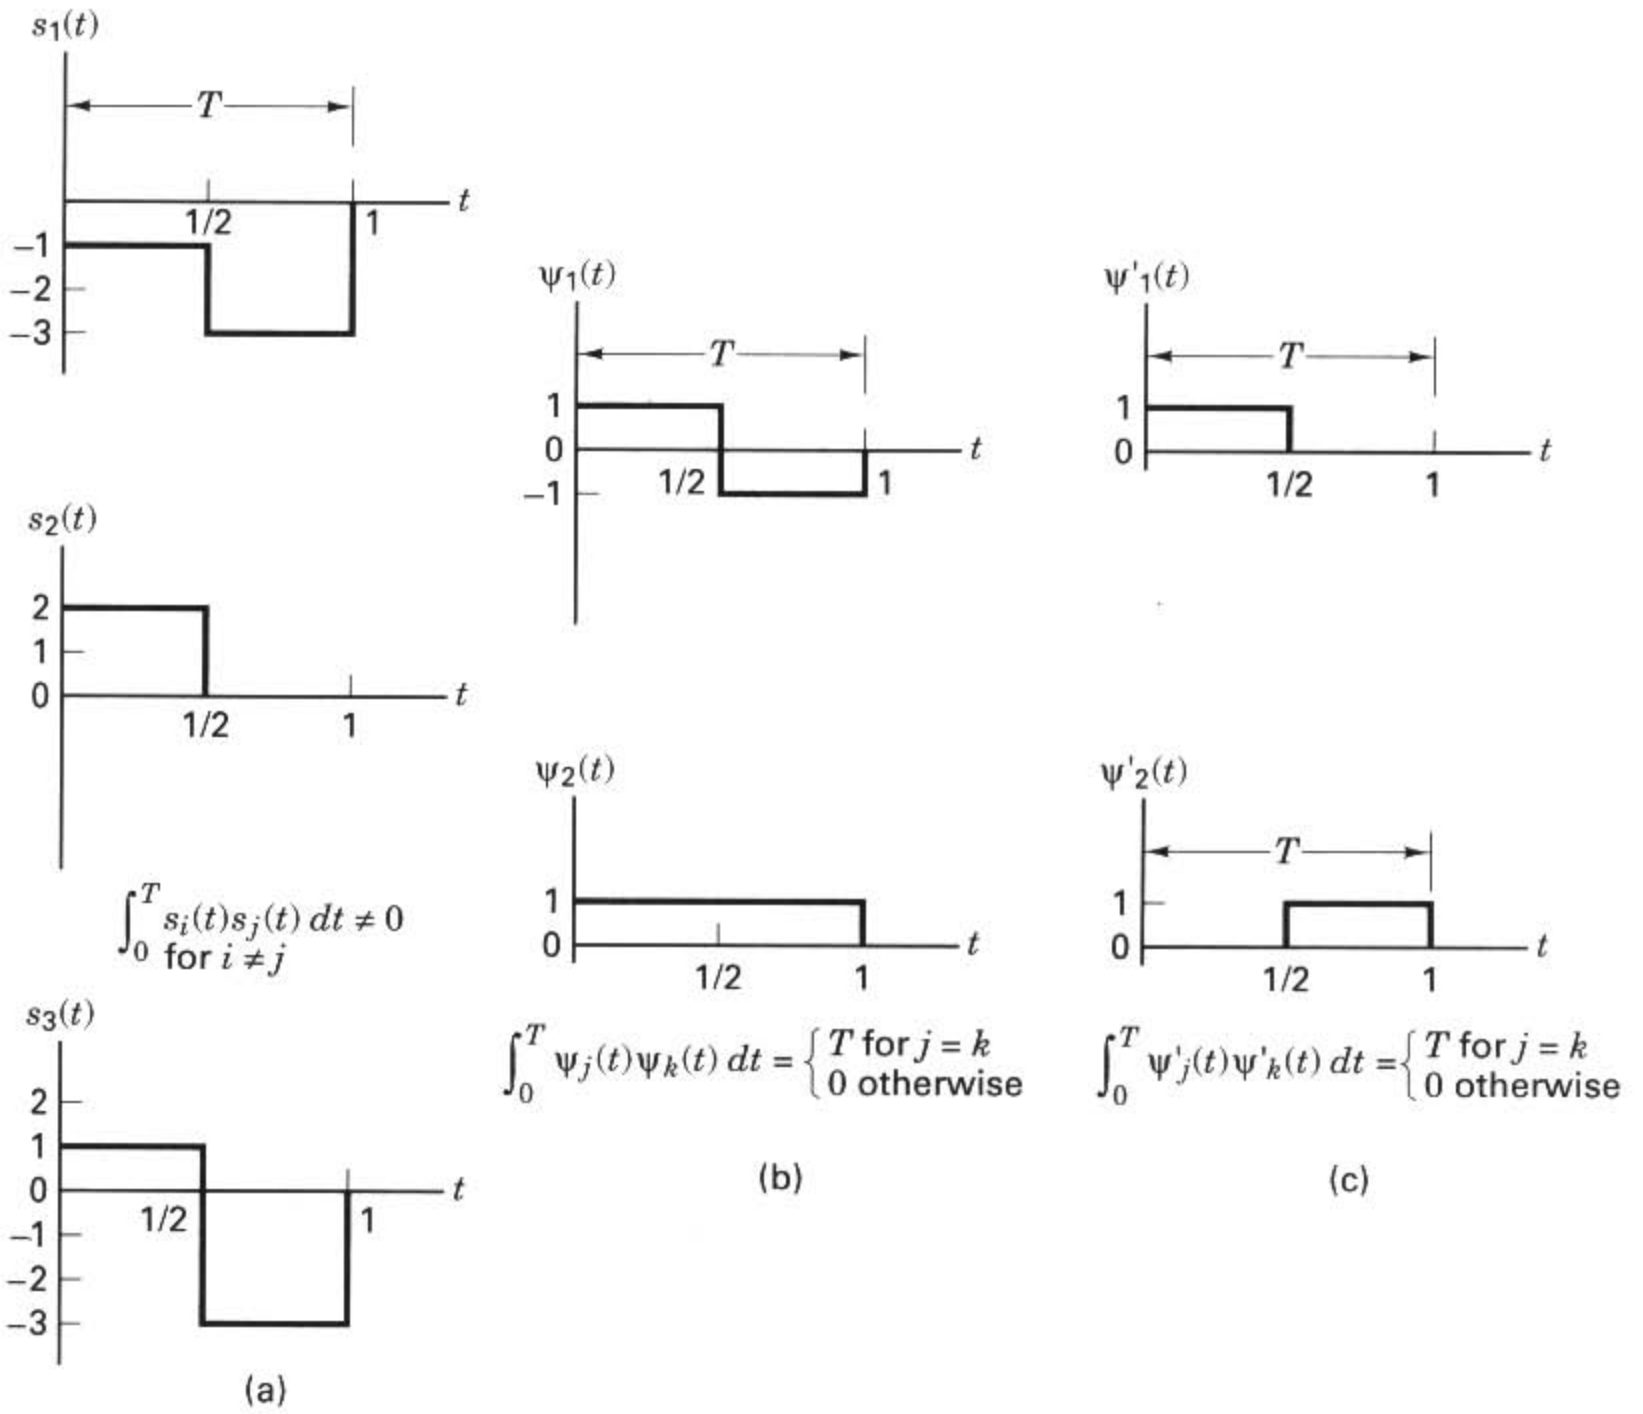 s₁(t)
T
t
1/2
1
–1
–2
–3
s₂(t)
2
1
0
t
1/2
1
∫₀ᵀ sᵢ(t)sⱼ(t) dt ≠ 0
for i ≠ j
s₃(t)
2
1
0
t
1/2
1
–1
–2
–3
(a)
ψ₁(t)
T
1
0
t
1/2
1
–1
ψ₂(t)
1
0
t
1/2
1
∫₀ᵀ ψⱼ(t)ψₖ(t) dt = { T for j = k
0 otherwise
(b)
ψ'₁(t)
T
1
0
t
1/2
1
ψ'₂(t)
T
1
0
t
1/2
1
∫₀ᵀ ψ'ⱼ(t)ψ'ₖ(t) dt = { T for j = k
0 otherwise
(c)